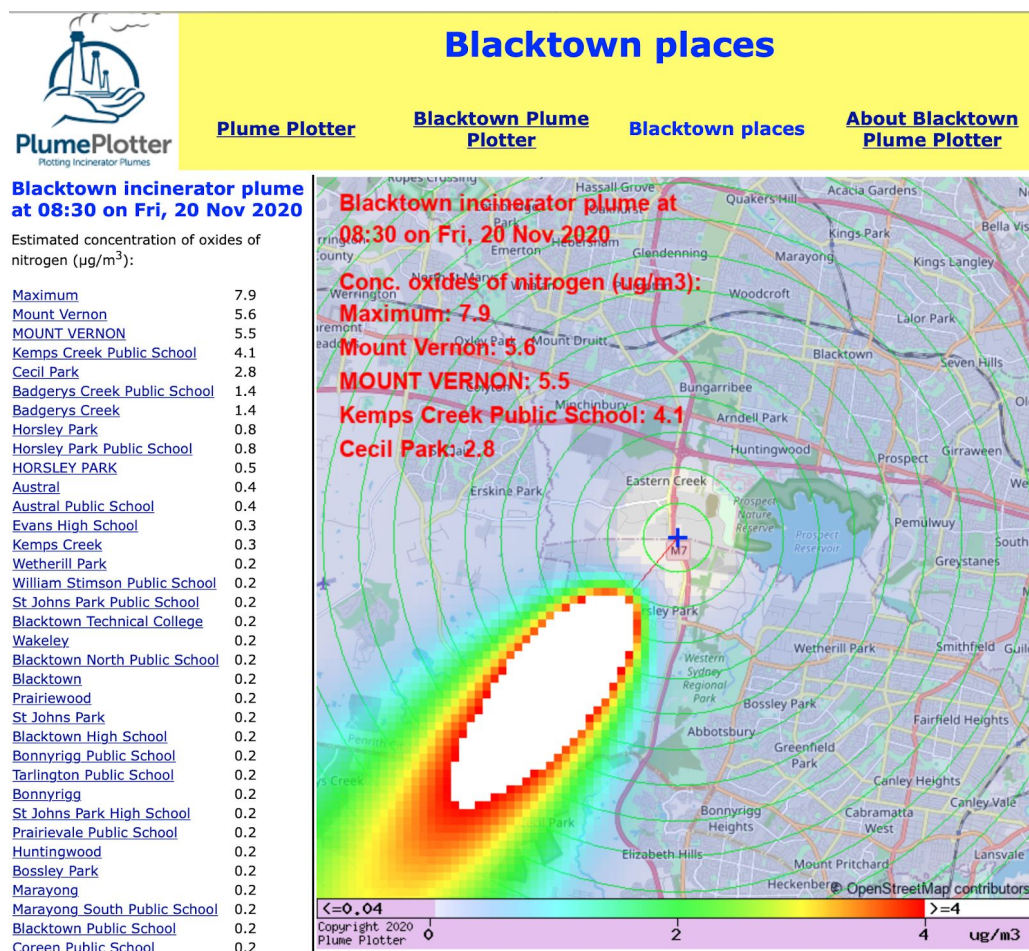 Blacktown places
PlumePlotter
Plotting Incinerator Plumes
Plume Plotter
Blacktown Plume
Plotter
Blacktown places
About Blacktown
Plume Plotter
Blacktown incinerator plume
at 08:30 on Fri, 20 Nov 2020
Estimated concentration of oxides of
nitrogen (µg/m3):
Maximum 7.9
Mount Vernon 5.6
MOUNT VERNON 5.5
Kemps Creek Public School 4.1
Cecil Park 2.8
Badgerys Creek Public School 1.4
Badgerys Creek 1.4
Horsley Park 0.8
Horsley Park Public School 0.8
HORSLEY PARK 0.5
Austral 0.4
Austral Public School 0.4
Evans High School 0.3
Kemps Creek 0.3
Wetherill Park 0.2
William Stimson Public School 0.2
St Johns Park Public School 0.2
Blacktown Technical College 0.2
Wakeley 0.2
Blacktown North Public School 0.2
Blacktown 0.2
Prairiewood 0.2
St Johns Park 0.2
Blacktown High School 0.2
Bonnyrigg Public School 0.2
Tarlington Public School 0.2
Bonnyrigg 0.2
St Johns Park High School 0.2
Prairievale Public School 0.2
Huntingwood 0.2
Bossley Park 0.2
Marayong 0.2
Marayong South Public School 0.2
Blacktown Public School 0.2
Coreen Public School 0.2
Blacktown incinerator plume at
08:30 on Fri, 20 Nov 2020
Conc. oxides of nitrogen (ug/m3):
Maximum: 7.9
Mount Vernon: 5.6
MOUNT VERNON: 5.5
Kemps Creek Public School: 4.1
Cecil Park: 2.8
Ropes Crossing
Hassall Grove
Acacia Gardens
Quakers Hill
Bella Vis
Kings Park
Emerton
Hebersham
Glendenning
Marayong
Kings Langley
Werrington
Woodcroft
Lalor Park
Oxley Park
Mount Druitt
Blacktown
Seven Hills
Bungarribee
Minchinbury
Arndell Park
Huntingwood
Prospect
Girraween
Erskine Park
Eastern Creek
Prospect
Nature
Reserve
Prospect
Reservoir
Pemulwuy
M7
Greystanes
South
rsley Park
Wetherill Park
Smithfield
Guil
Western
Sydney
Regional
Park
Bossley Park
Abbotsbury
Fairfield Heights
Greenfield
Park
Canley Heights
Canley Vale
Bonnyrigg
Heights
Cabramatta
West
Elizabeth Hills
Mount Pritchard
Lansvale
Heckenber
© OpenStreetMap contributors
<=0.04
>=4
Copyright 2020
Plume Plotter
0
2
4
ug/m3